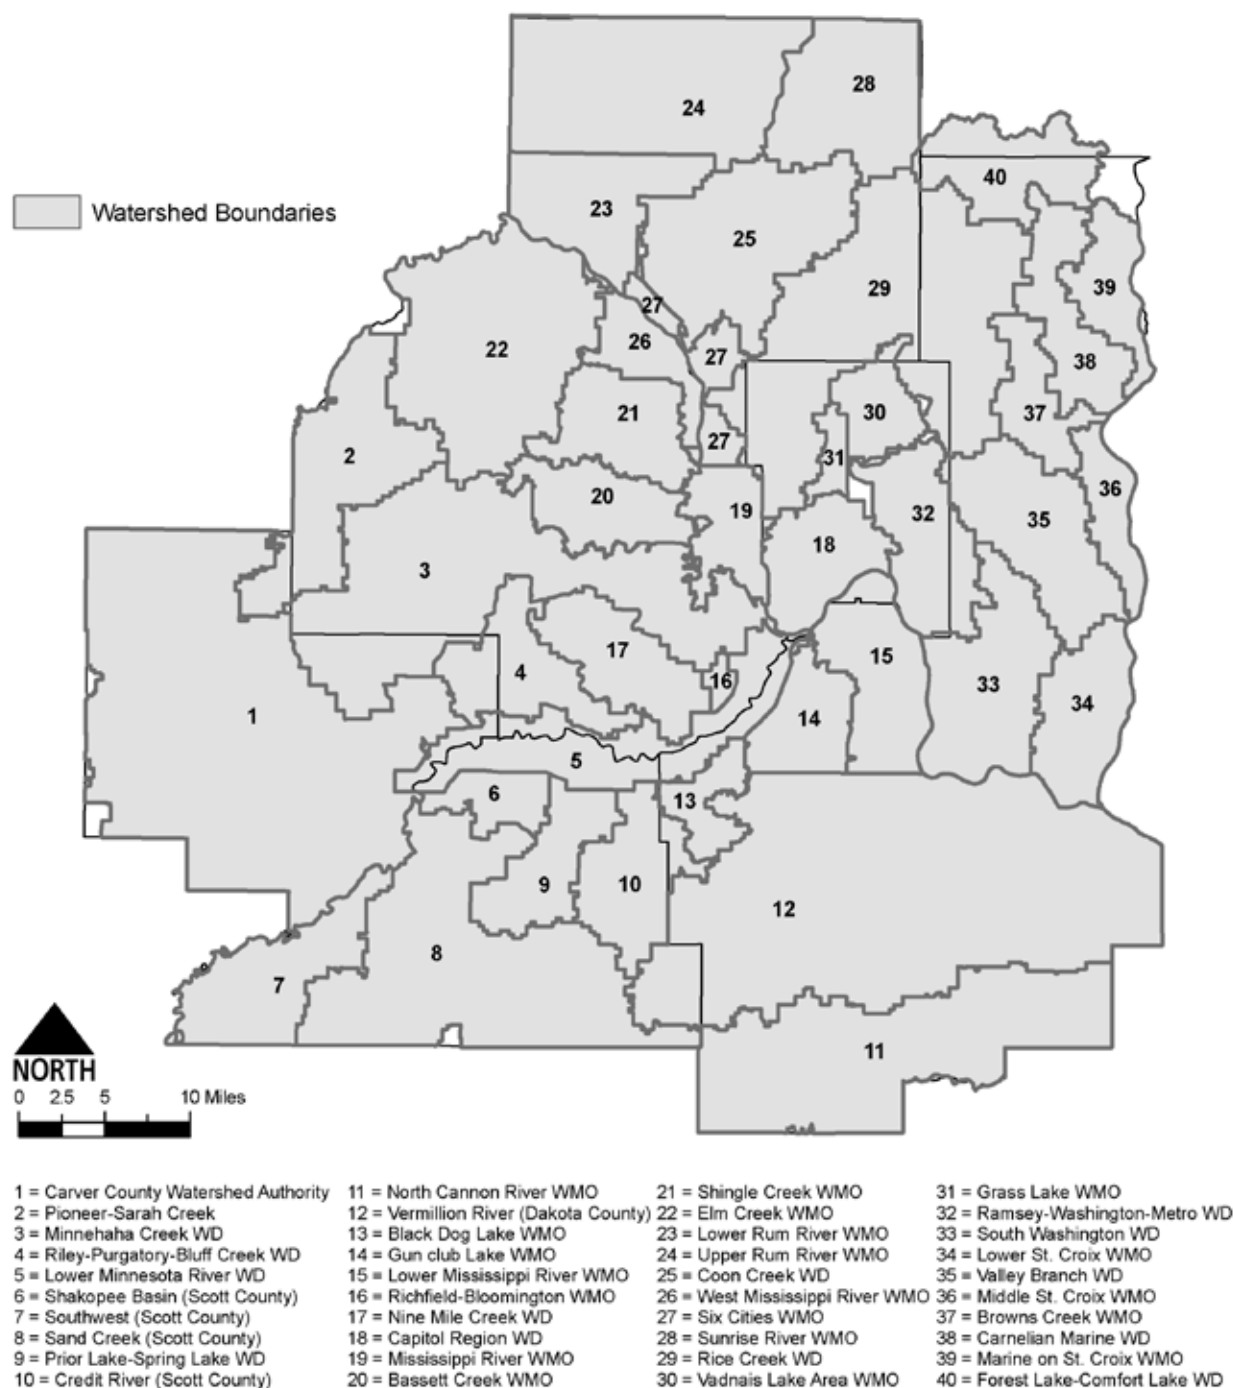 24
28
40
Watershed Boundaries
23
25
39
29
27
26
22
27
38
21
30
37
27
2
31
36
20
19
32
35
18
3
17
15
4
16
33
34
1
14
5
6
13
9
10
12
8
7
11
NORTH
0 2.5 5 10 Miles
1 = Carver County Watershed Authority
2 = Pioneer-Sarah Creek
3 = Minnehaha Creek WD
4 = Riley-Purgatory-Bluff Creek WD
5 = Lower Minnesota River WD
6 = Shakopee Basin (Scott County)
7 = Southwest (Scott County)
8 = Sand Creek (Scott County)
9 = Prior Lake-Spring Lake WD
10 = Credit River (Scott County)
11 = North Cannon River WMO
12 = Vermillion River (Dakota County)
13 = Black Dog Lake WMO
14 = Gun club Lake WMO
15 = Lower Mississippi River WMO
16 = Richfield-Bloomington WMO
17 = Nine Mile Creek WD
18 = Capitol Region WD
19 = Mississippi River WMO
20 = Bassett Creek WMO
21 = Shingle Creek WMO
22 = Elm Creek WMO
23 = Lower Rum River WMO
24 = Upper Rum River WMO
25 = Coon Creek WD
26 = West Mississippi River WMO
27 = Six Cities WMO
28 = Sunrise River WMO
29 = Rice Creek WD
30 = Vadnais Lake Area WMO
31 = Grass Lake WMO
32 = Ramsey-Washington-Metro WD
33 = South Washington WD
34 = Lower St. Croix WMO
35 = Valley Branch WD
36 = Middle St. Croix WMO
37 = Browns Creek WMO
38 = Carnelian Marine WD
39 = Marine on St. Croix WMO
40 = Forest Lake-Comfort Lake WD